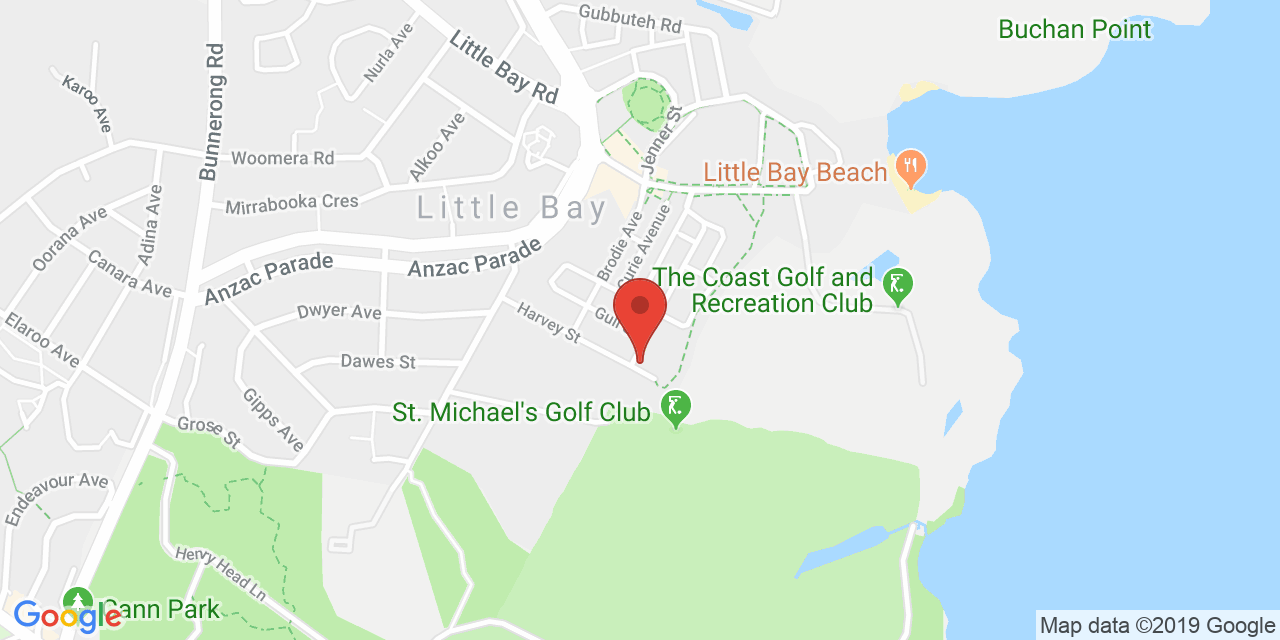 Gubbuteh Rd
Buchan Point
Nurla Ave
Little Bay Rd
Karoo Ave
Bunnerong Rd
Alkoo Ave
Jenner St
Woomera Rd
Little Bay Beach
Mirrabooka Cres
Little Bay
Adina Ave
Oorana Ave
Brodie Ave
Curie Avenue
Canara Ave
Anzac Parade
Anzac Parade
The Coast Golf and
Recreation Club
Dwyer Ave
Harvey St
Elaroo Ave
Dawes St
Gipps Ave
St. Michael's Golf Club
Grose St
Endeavour Ave
Henry Head Ln
Cann Park
Google
Map data ©2019 Google